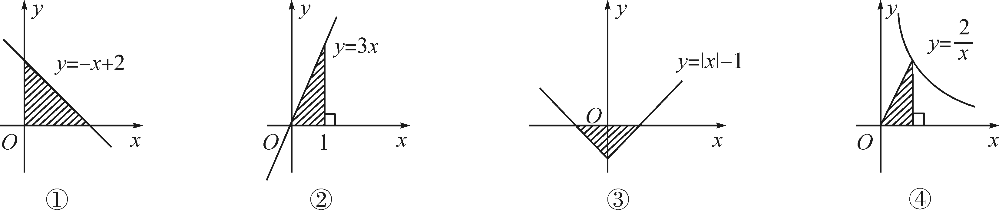 y
y=-x+2
O
x
①
y
y=3x
O
1
x
②
y
y=|x|-1
O
x
③
y
y=2/x
O
x
④